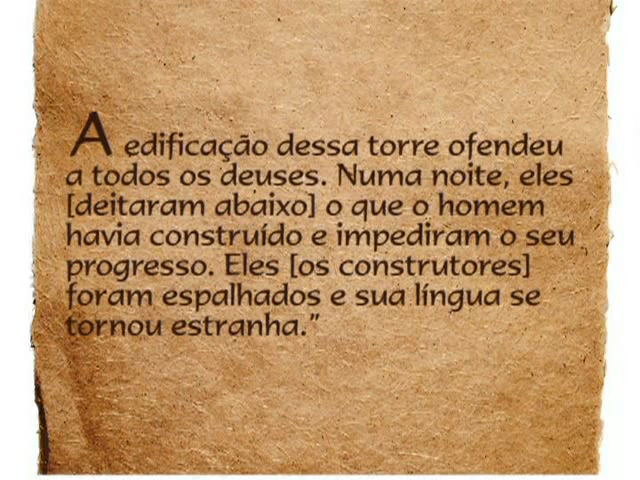 A edificação dessa torre ofendeu
a todos os deuses. Numa noite, eles
[deitaram abaixo] o que o homem
havia construído e impediram o seu
progresso. Eles [os construtores]
foram espalhados e sua língua se
tornou estranha.”